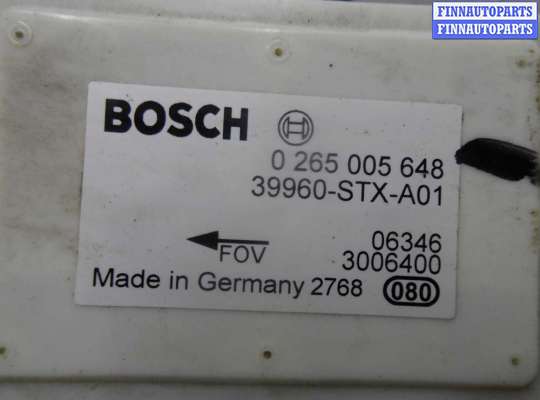 FINNAUTOPARTS
FINNAUTOPARTS
BOSCH
0 265 005 648
39960-STX-A01
FOV
06346
3006400
Made in Germany 2768 080